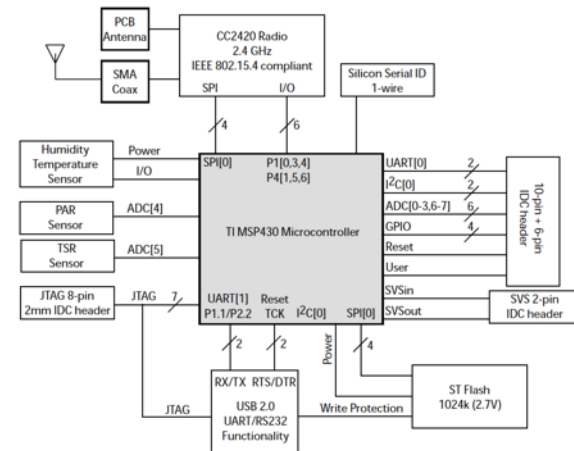 PCB
Antenna
SMA
Coax
CC2420 Radio
2.4 GHz
IEEE 802.15.4 compliant
SPI I/O
Silicon Serial ID
1-wire
4
6
Humidity
Temperature
Sensor
Power
I/O
PAR
Sensor
ADC[4]
TSR
Sensor
ADC[5]
JTAG 8-pin
2mm IDC header
JTAG
7
SPI[0] P1[0,3,4]
P4[1,5,6]
TI MSP430 Microcontroller
UART[1] Reset
P1.1/P2.2 TCK I²C[0] SPI[0]
UART[0]
2
I²C[0]
2
ADC[0-3,6-7]
6
GPIO
4
Reset
User
10-pin + 6-pin
IDC header
SVSin
SVSout
SVS 2-pin
IDC header
2
2
Power
4
RX/TX RTS/DTR
USB 2.0
UART/RS232
Functionality
JTAG
Write Protection
ST Flash
1024k (2.7V)